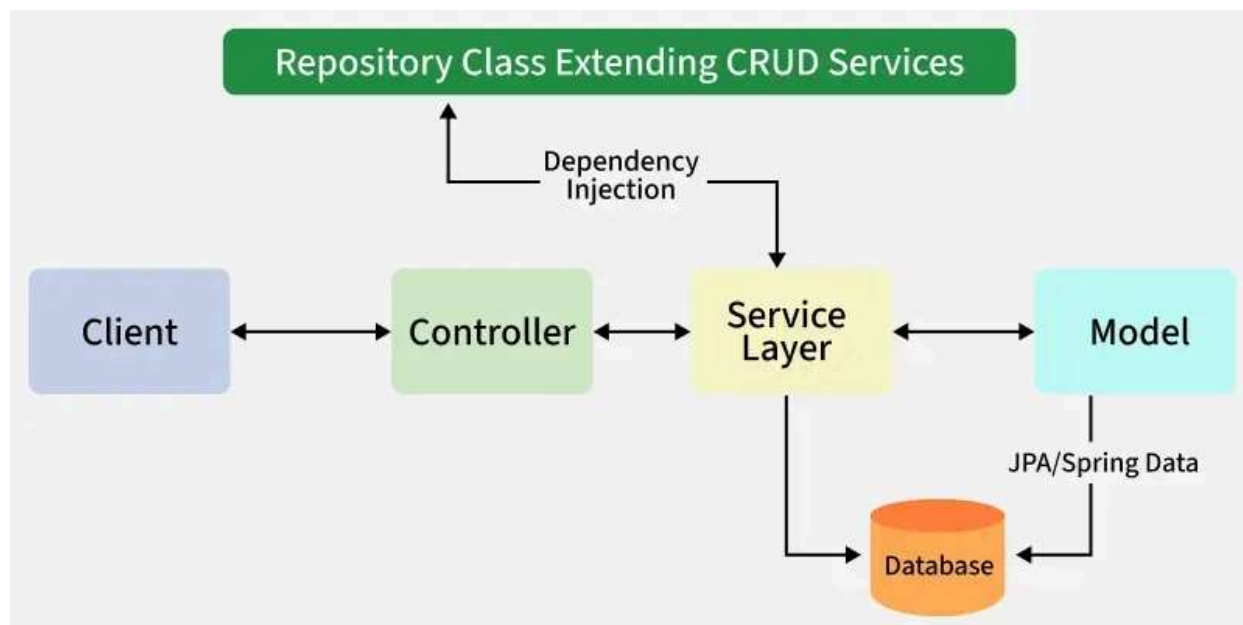 Repository Class Extending CRUD Services
Dependency
Injection
Client
Controller
Service
Layer
Model
JPA/Spring Data
Database